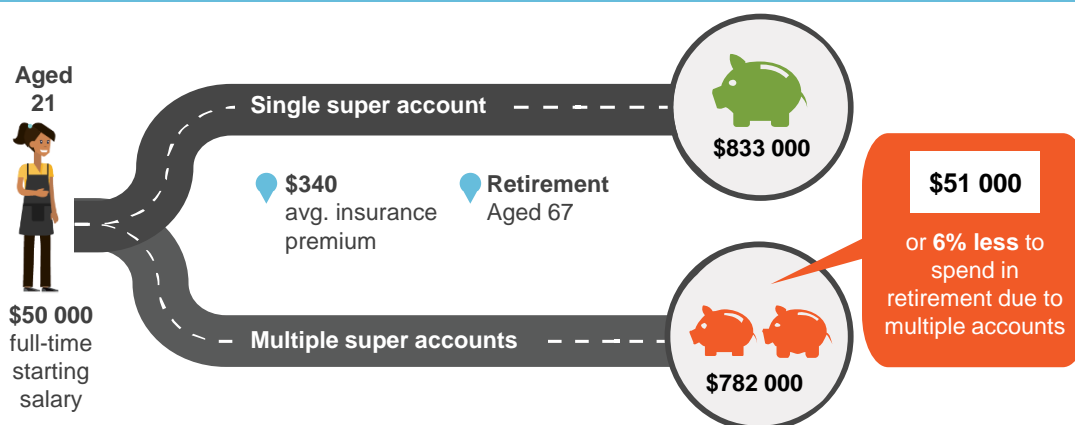 Aged
21
$50 000
full-time
starting
salary
Single super account
$833 000
$340
avg. insurance
premium
Retirement
Aged 67
Multiple super accounts
$782 000
$51 000
or 6% less to
spend in
retirement due to
multiple accounts